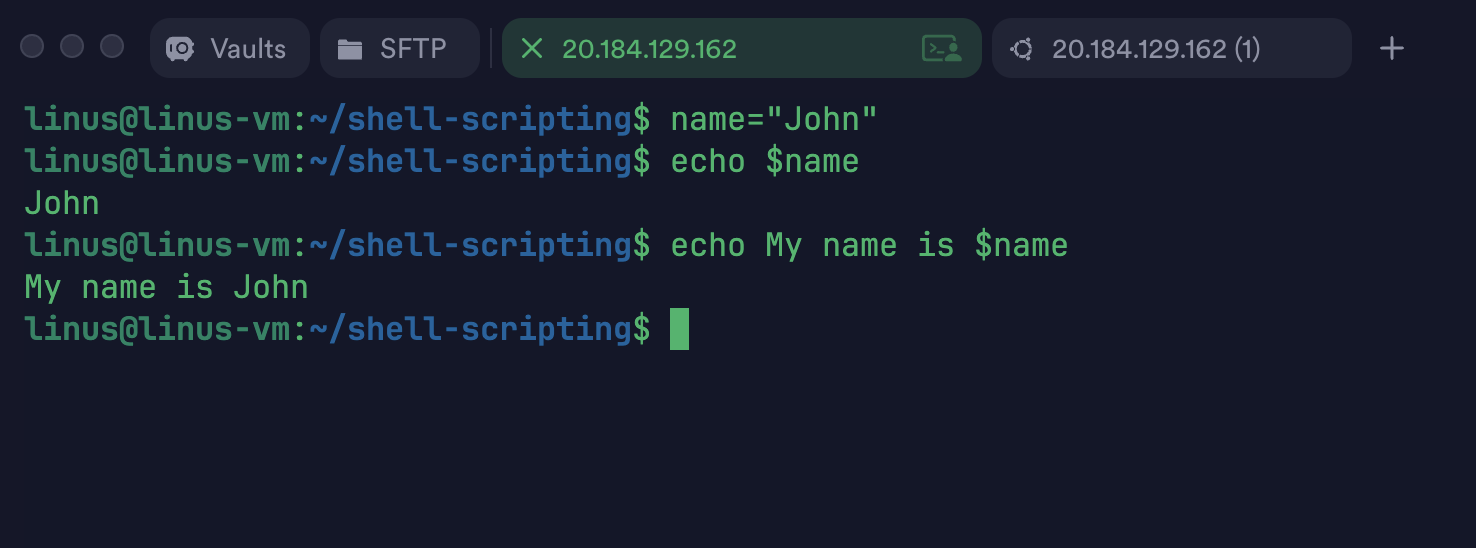 Vaults SFTP 20.184.129.162 20.184.129.162 (1)
linus@linus-vm:~/shell-scripting$ name="John"
linus@linus-vm:~/shell-scripting$ echo $name
John
linus@linus-vm:~/shell-scripting$ echo My name is $name
My name is John
linus@linus-vm:~/shell-scripting$